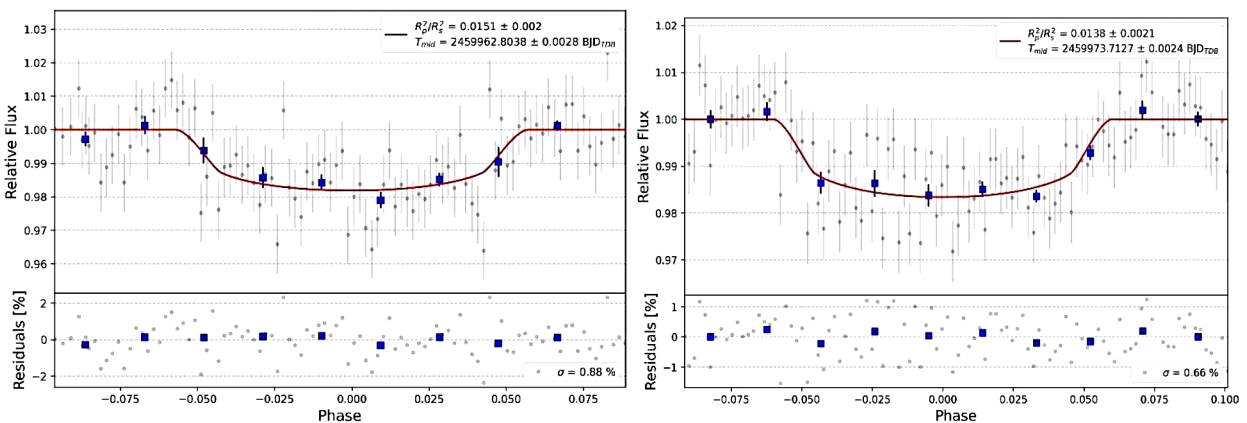 R_p^2/R_s^2 = 0.0151 ± 0.002
T_mid = 2459962.8038 ± 0.0028 BJD_TDB
1.03
1.02
1.01
1.00
0.99
0.98
0.97
0.96
Relative Flux
2
0
−2
Residuals [%]
σ = 0.88 %
−0.075
−0.050
−0.025
0.000
0.025
0.050
0.075
Phase
R_p^2/R_s^2 = 0.0138 ± 0.0021
T_mid = 2459973.7127 ± 0.0024 BJD_TDB
1.02
1.01
1.00
0.99
0.98
0.97
Relative Flux
1
0
−1
Residuals [%]
σ = 0.66 %
−0.075
−0.050
−0.025
0.000
0.025
0.050
0.075
0.100
Phase